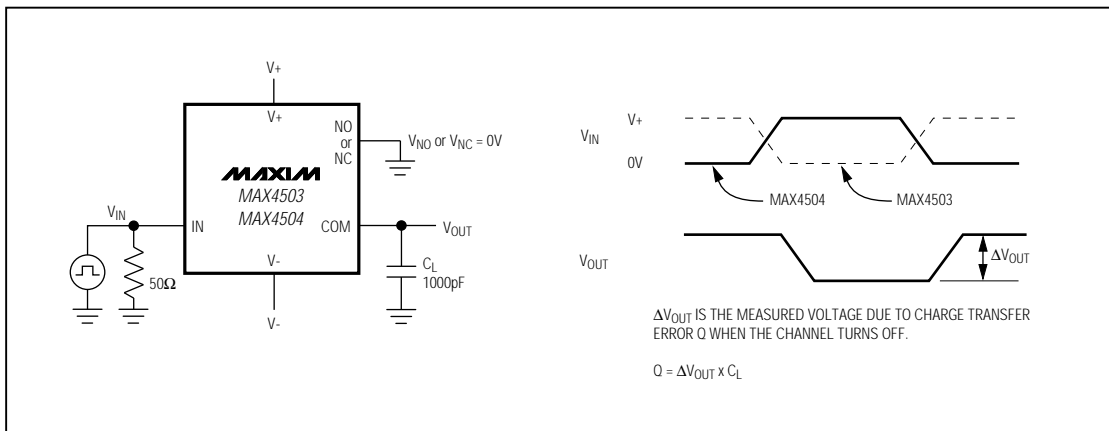 V+
V+
NO
or
NC
V_NO or V_NC = 0V
MAXIM
MAX4503
MAX4504
V_IN
IN
COM
V_OUT
50Ω
C_L
1000pF
V-
V-
V_IN
V+
0V
MAX4504
MAX4503
V_OUT
ΔV_OUT
ΔV_OUT IS THE MEASURED VOLTAGE DUE TO CHARGE TRANSFER
ERROR Q WHEN THE CHANNEL TURNS OFF.
Q = ΔV_OUT x C_L